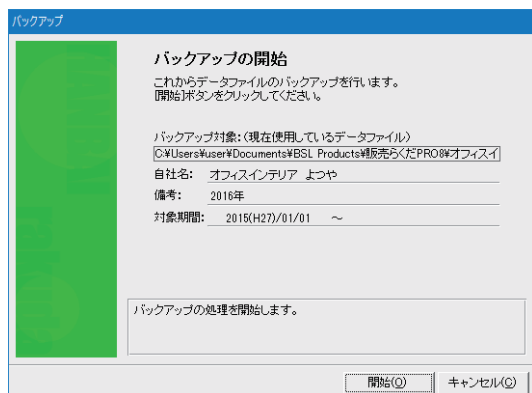 バックアップ
バックアップの開始
これからデータファイルのバックアップを行います。
[開始]ボタンをクリックしてください。
バックアップ対象:(現在使用しているデータファイル)
C:¥Users¥user¥Documents¥BSL Products¥販売らくだPRO8¥オフィスイ
自社名: オフィスインテリア よつや
備考: 2016年
対象期間: 2015(H27)/01/01 ～
バックアップの処理を開始します。
開始(O) キャンセル(C)